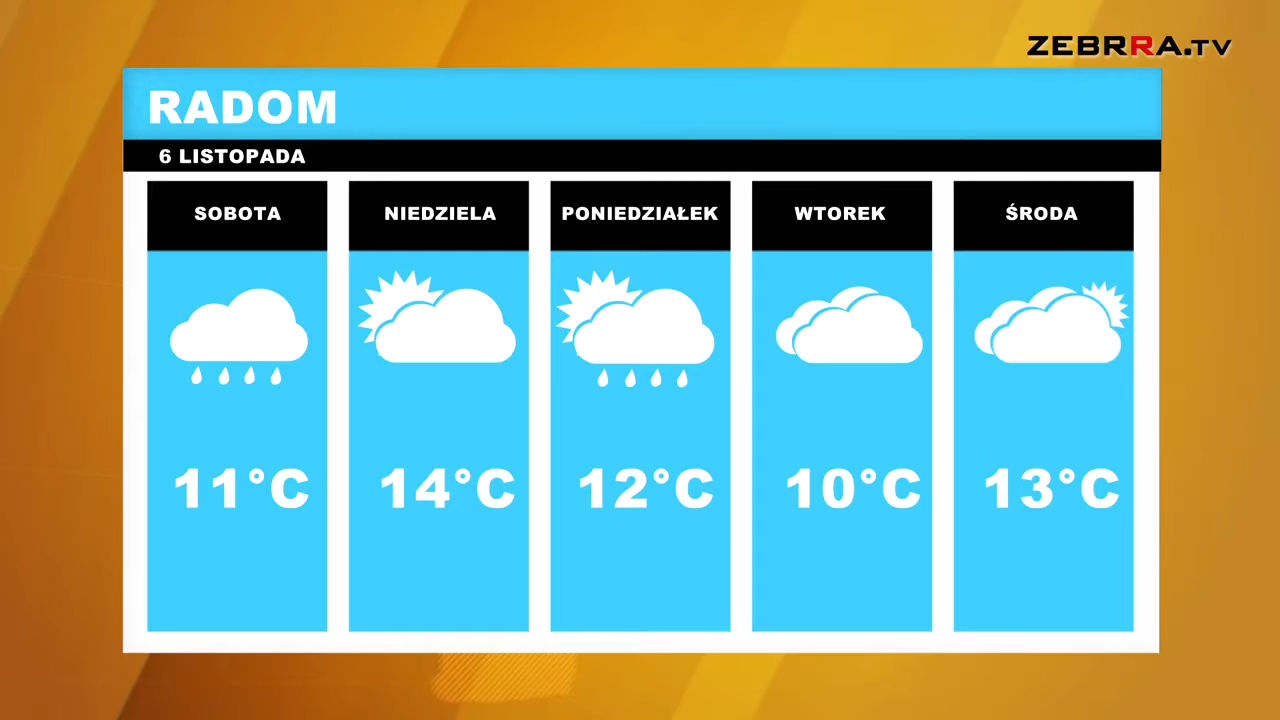 ZEBRRA.TV
RADOM
6 LISTOPADA
SOBOTA
NIEDZIELA
PONIEDZIAŁEK
WTOREK
ŚRODA
11°C
14°C
12°C
10°C
13°C